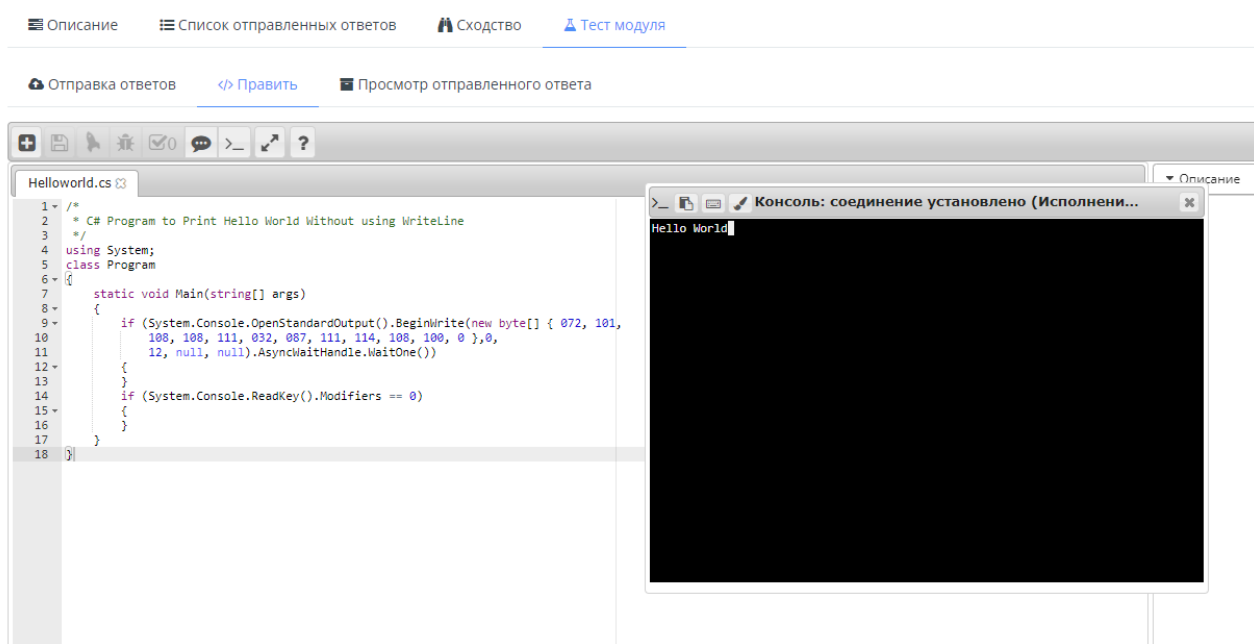 Описание Список отправленных ответов Сходство Тест модуля
Отправка ответов </> Править Просмотр отправленного ответа
0 >_ ?
Helloworld.cs
Описание
1 /*
2 * C# Program to Print Hello World Without using WriteLine
3 */
4 using System;
5 class Program
6 {
7 static void Main(string[] args)
8 {
9 if (System.Console.OpenStandardOutput().BeginWrite(new byte[] { 072, 101,
10 108, 108, 111, 032, 087, 111, 114, 108, 100, 0 },0,
11 12, null, null).AsyncWaitHandle.WaitOne())
12 {
13 }
14 if (System.Console.ReadKey().Modifiers == 0)
15 {
16 }
17 }
18 }
>_ Консоль: соединение установлено (Исполнени...
Hello World